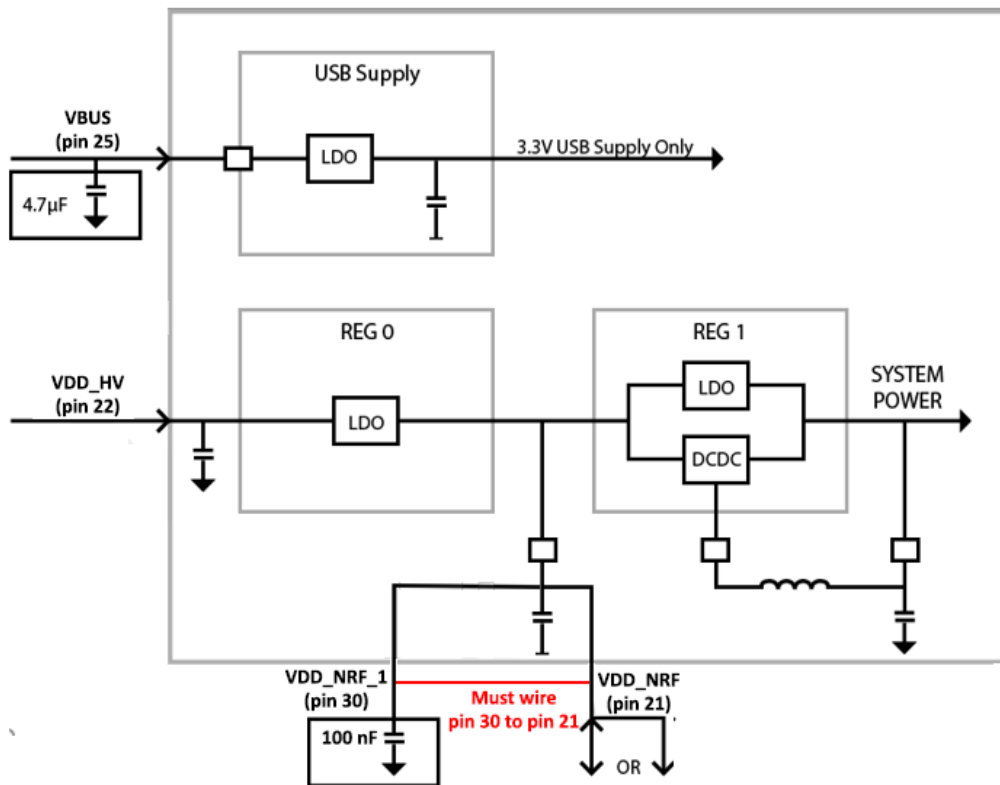 USB Supply
VBUS
(pin 25)
LDO
3.3V USB Supply Only
4.7µF
REG 0
REG 1
VDD_HV
(pin 22)
LDO
LDO
DCDC
SYSTEM
POWER
VDD_NRF_1
(pin 30)
Must wire
pin 30 to pin 21
VDD_NRF
(pin 21)
100 nF
OR